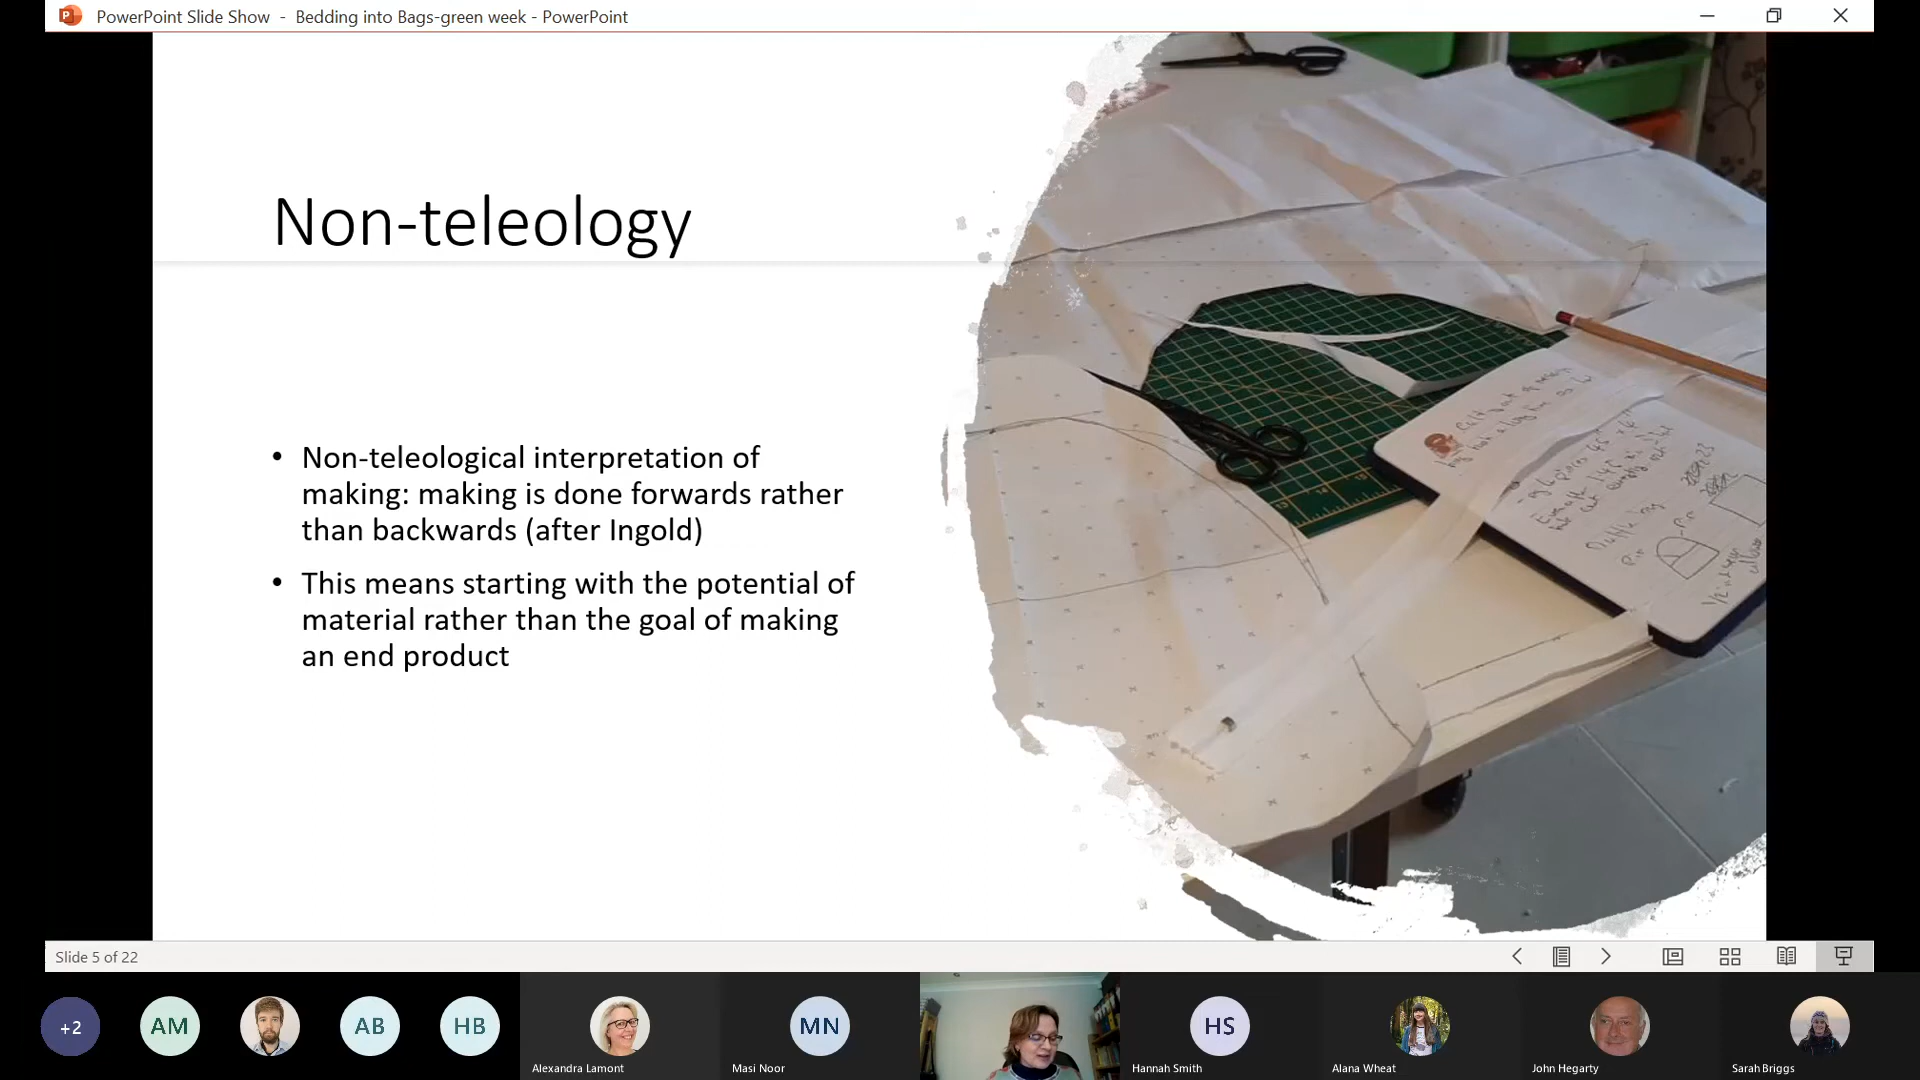 PowerPoint Slide Show - Bedding into Bags-green week - PowerPoint
Non-teleology
• Non-teleological interpretation of
making: making is done forwards rather
than backwards (after Ingold)
• This means starting with the potential of
material rather than the goal of making
an end product
Duffle bag
Slide 5 of 22
+2
AM
AB
HB
MN
HS
Alexandra Lamont
Masi Noor
Hannah Smith
Alana Wheat
John Hegarty
Sarah Briggs